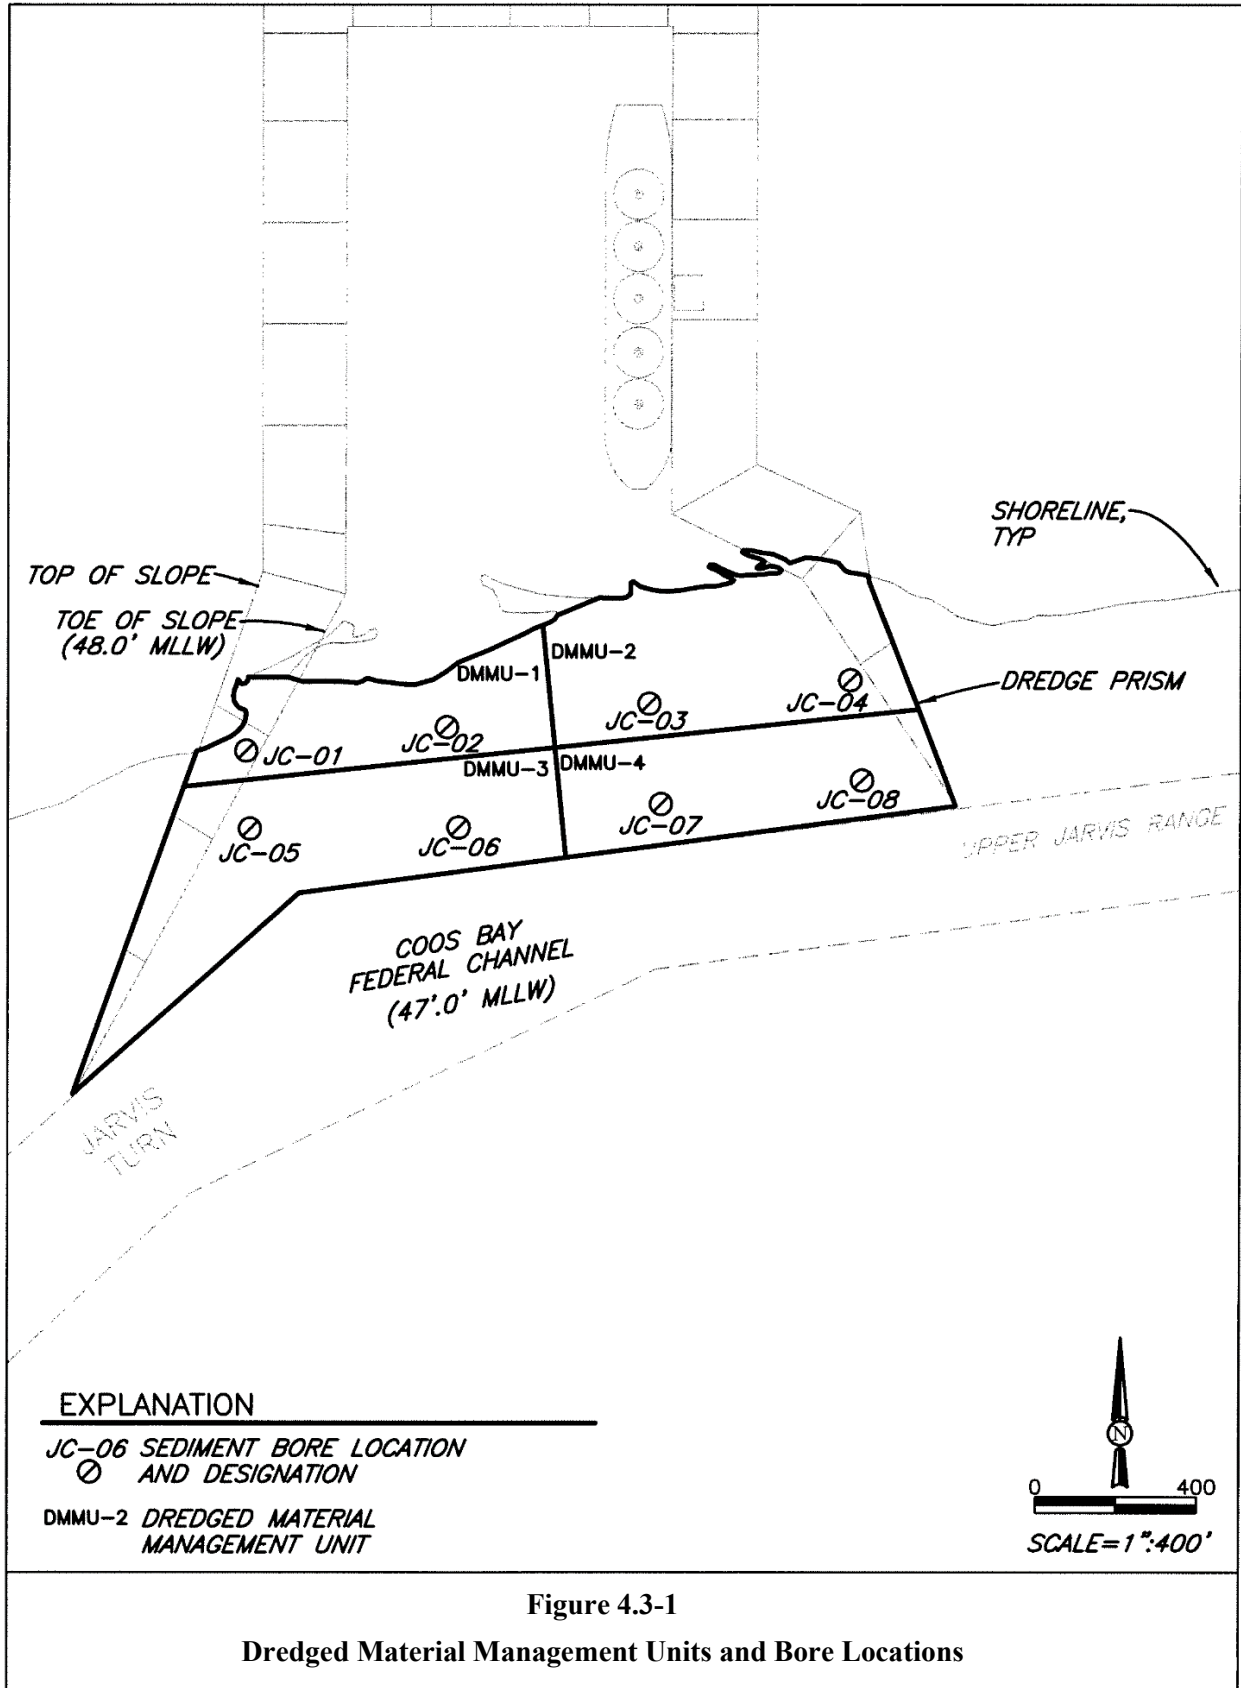 SHORELINE,
TYP
TOP OF SLOPE
TOE OF SLOPE
(48.0' MLLW)
DMMU-1
DMMU-2
DREDGE PRISM
JC-01
JC-02
JC-03
JC-04
DMMU-3
DMMU-4
JC-05
JC-06
JC-07
JC-08
UPPER JARVIS RANGE
COOS BAY
FEDERAL CHANNEL
(47'.0' MLLW)
JARVIS
TURN
EXPLANATION
JC-06 SEDIMENT BORE LOCATION
AND DESIGNATION
DMMU-2 DREDGED MATERIAL
MANAGEMENT UNIT
N
0 400
SCALE=1":400'
Figure 4.3-1
Dredged Material Management Units and Bore Locations